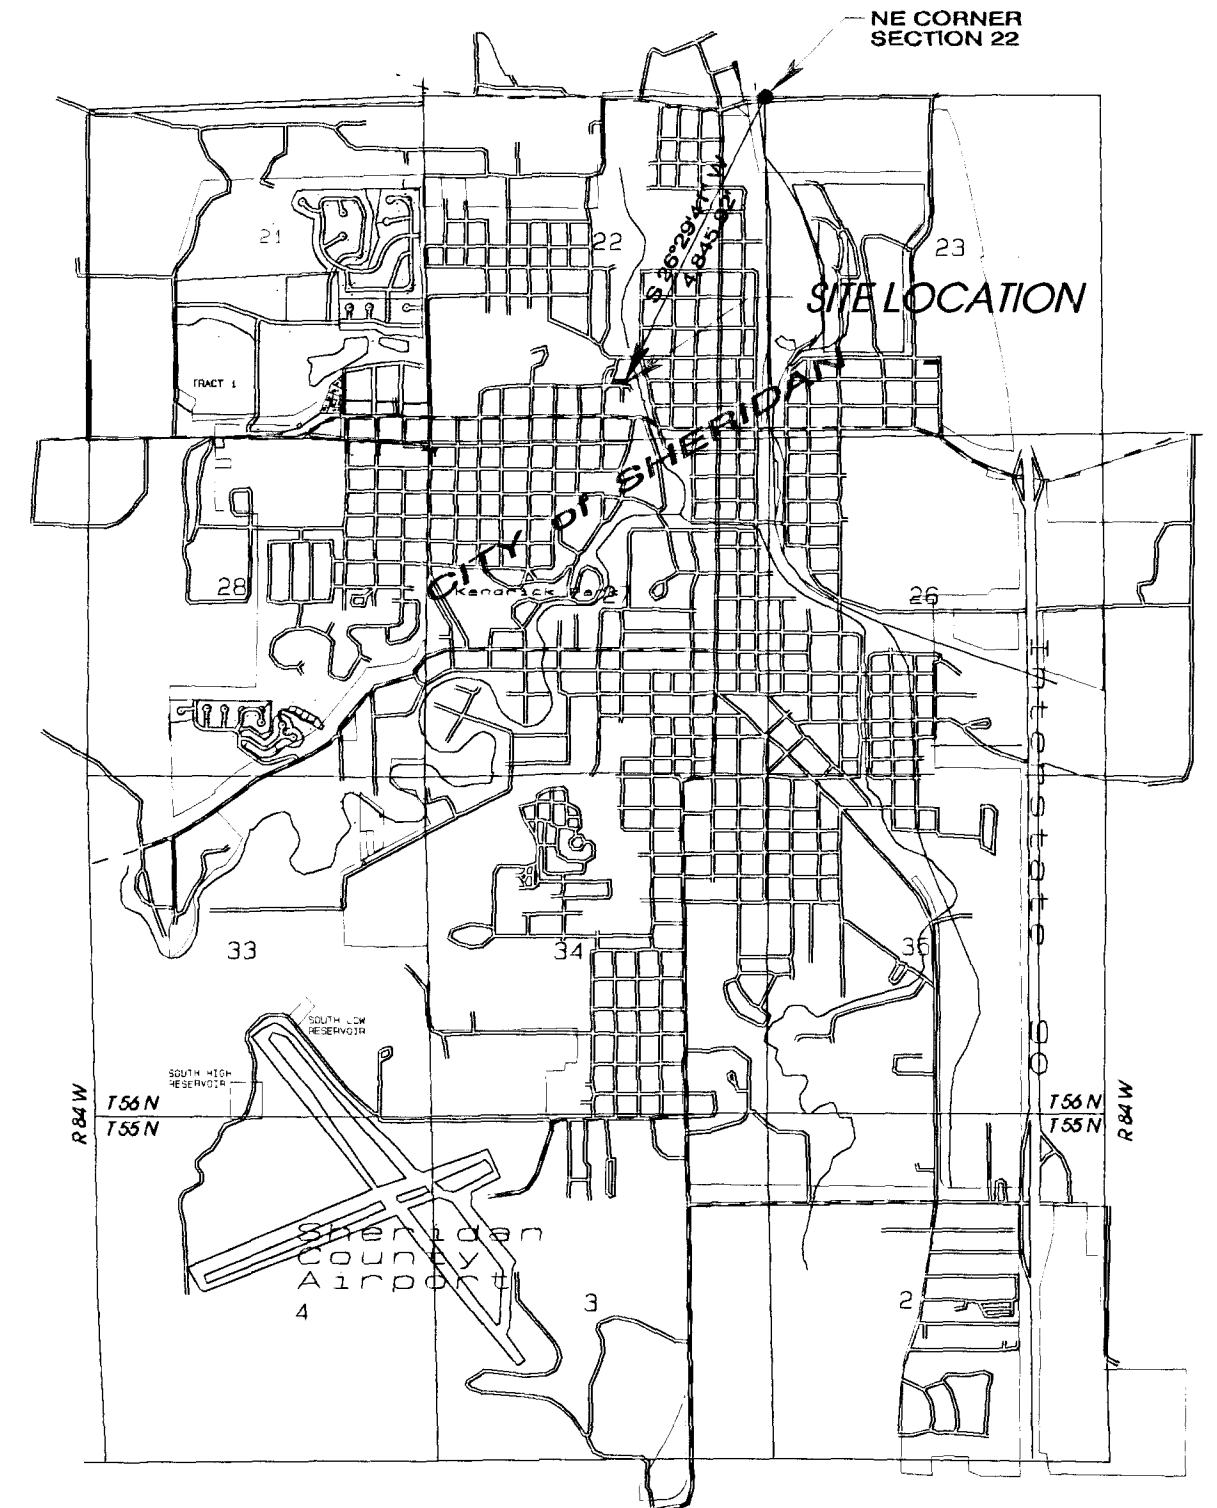 NE CORNER
SECTION 22
21
22
23
S 26°29'47" W
4,845.92'
SITE LOCATION
TRACT 1
CITY of SHERIDAN
28
Kendrick Park
26
Interstate 90
33
34
36
SOUTH LOW
RESERVOIR
SOUTH HIGH
RESERVOIR
R 84 W
T 56 N
T 55 N
T 56 N
T 55 N
R 84 W
Sheridan
County
Airport
4
3
2